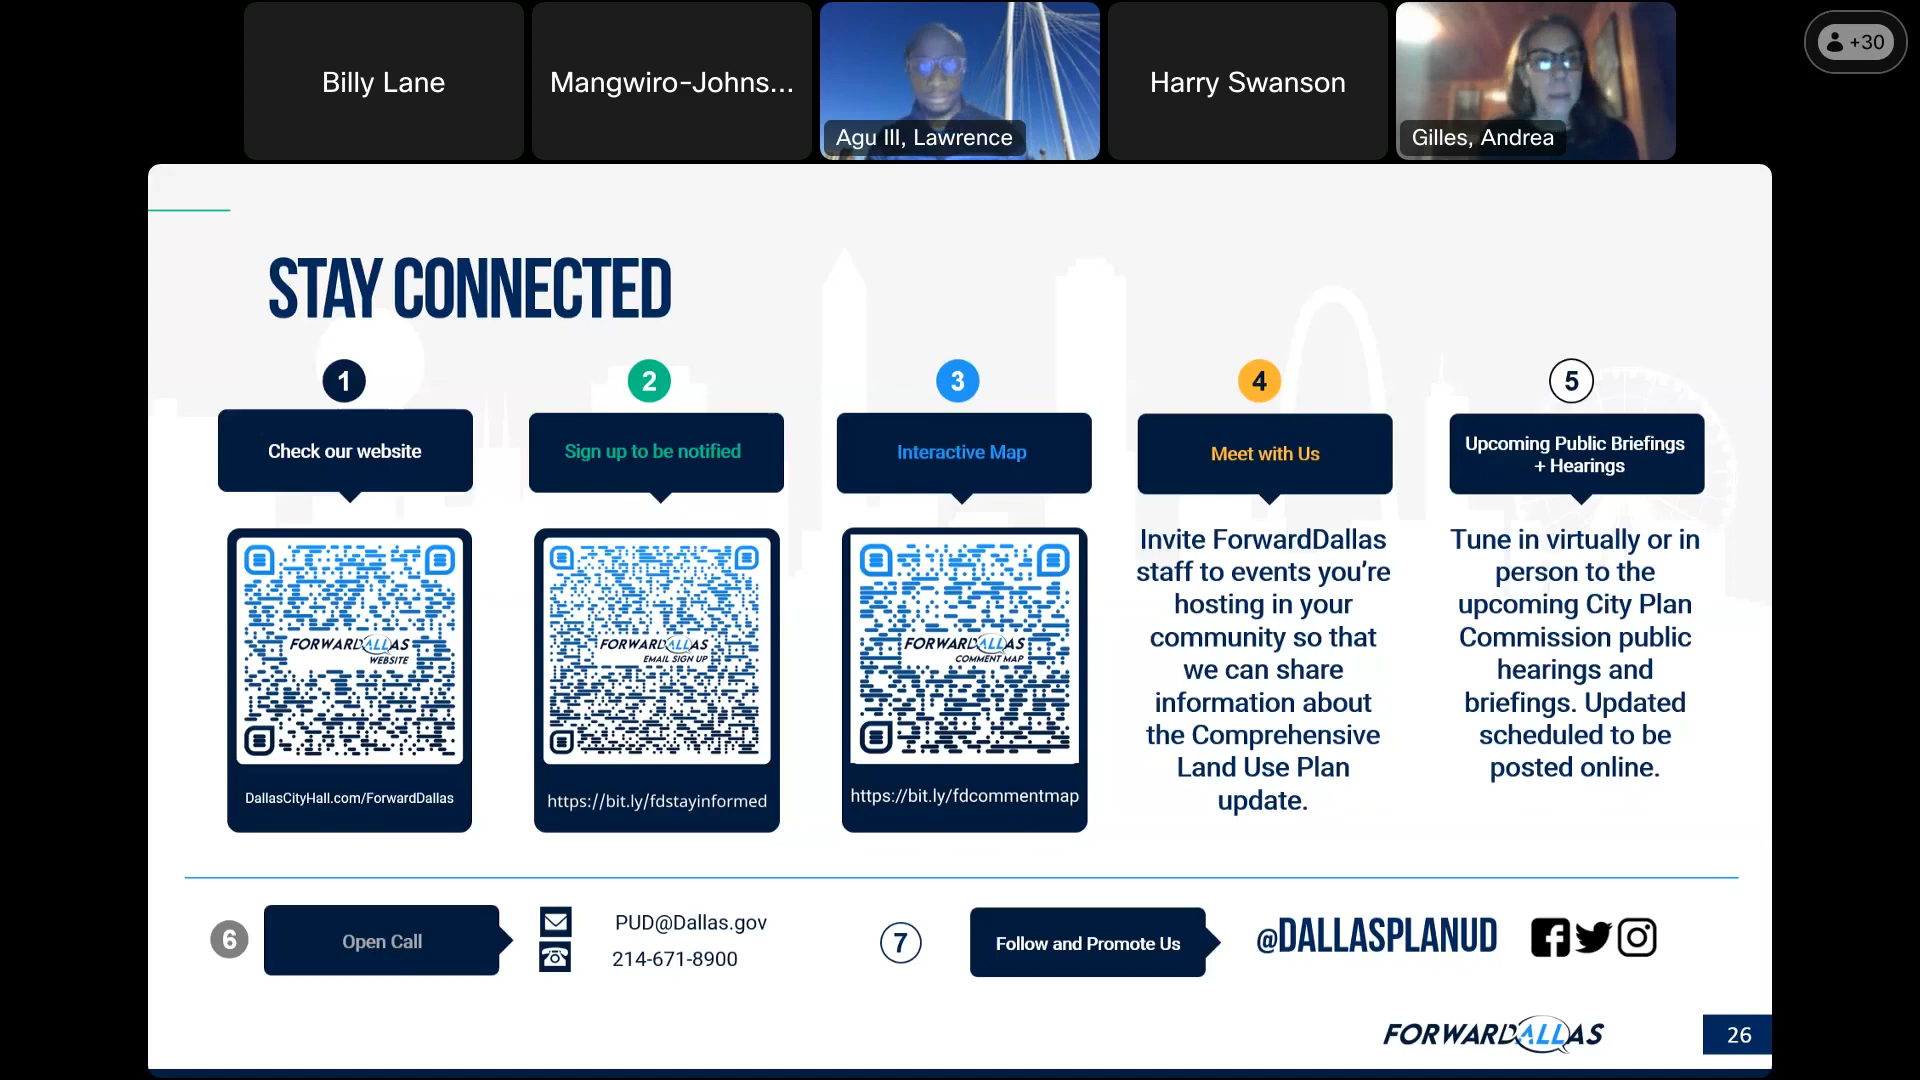 Billy Lane
Mangwiro-Johns...
Agu III, Lawrence
Harry Swanson
Gilles, Andrea
+30
STAY CONNECTED
1
Check our website
FORWARDALLAS
WEBSITE
DallasCityHall.com/ForwardDallas
2
Sign up to be notified
FORWARDALLAS
EMAIL SIGN UP
https://bit.ly/fdstayinformed
3
Interactive Map
FORWARDALLAS
COMMENT MAP
https://bit.ly/fdcommentmap
4
Meet with Us
Invite ForwardDallas
staff to events you’re
hosting in your
community so that
we can share
information about
the Comprehensive
Land Use Plan
update.
5
Upcoming Public Briefings
+ Hearings
Tune in virtually or in
person to the
upcoming City Plan
Commission public
hearings and
briefings. Updated
scheduled to be
posted online.
6
Open Call
PUD@Dallas.gov
214-671-8900
7
Follow and Promote Us
@DALLASPLANUD
FORWARDALLAS
26